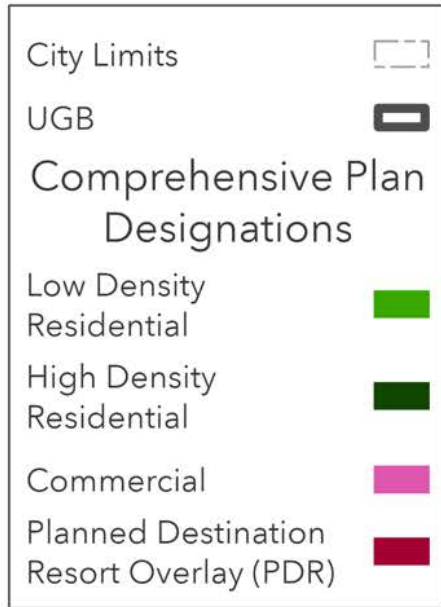 City Limits
UGB
Comprehensive Plan
Designations
Low Density
Residential
High Density
Residential
Commercial
Planned Destination
Resort Overlay (PDR)